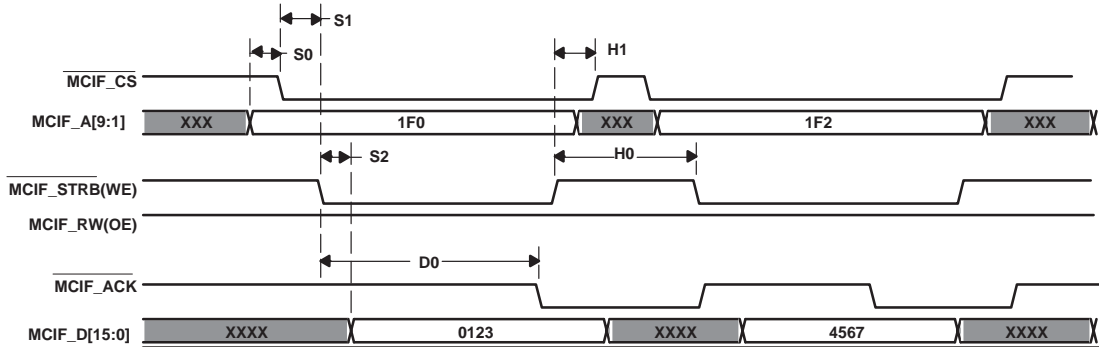 S1
S0
H1
MCIF_CS
MCIF_A[9:1] XXX 1F0 XXX 1F2 XXX
S2
H0
MCIF_STRB(WE)
MCIF_RW(OE)
D0
MCIF_ACK
MCIF_D[15:0] XXXX 0123 XXXX 4567 XXXX